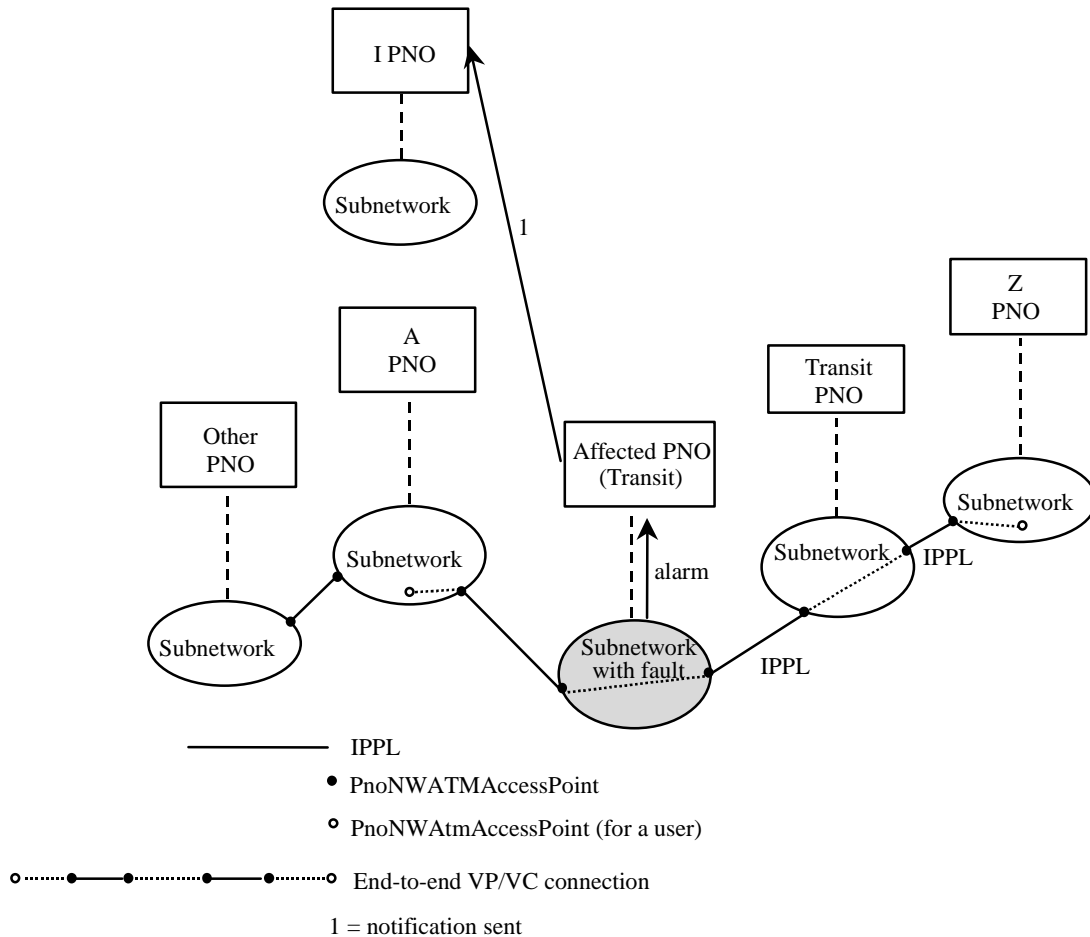 I PNO
Subnetwork
1
Z
PNO
A
PNO
Transit
PNO
Other
PNO
Affected PNO
(Transit)
Subnetwork
Subnetwork
Subnetwork
IPPL
alarm
Subnetwork
Subnetwork
with fault
IPPL
IPPL
PnoNWATMAccessPoint
PnoNWAtmAccessPoint (for a user)
End-to-end VP/VC connection
1 = notification sent